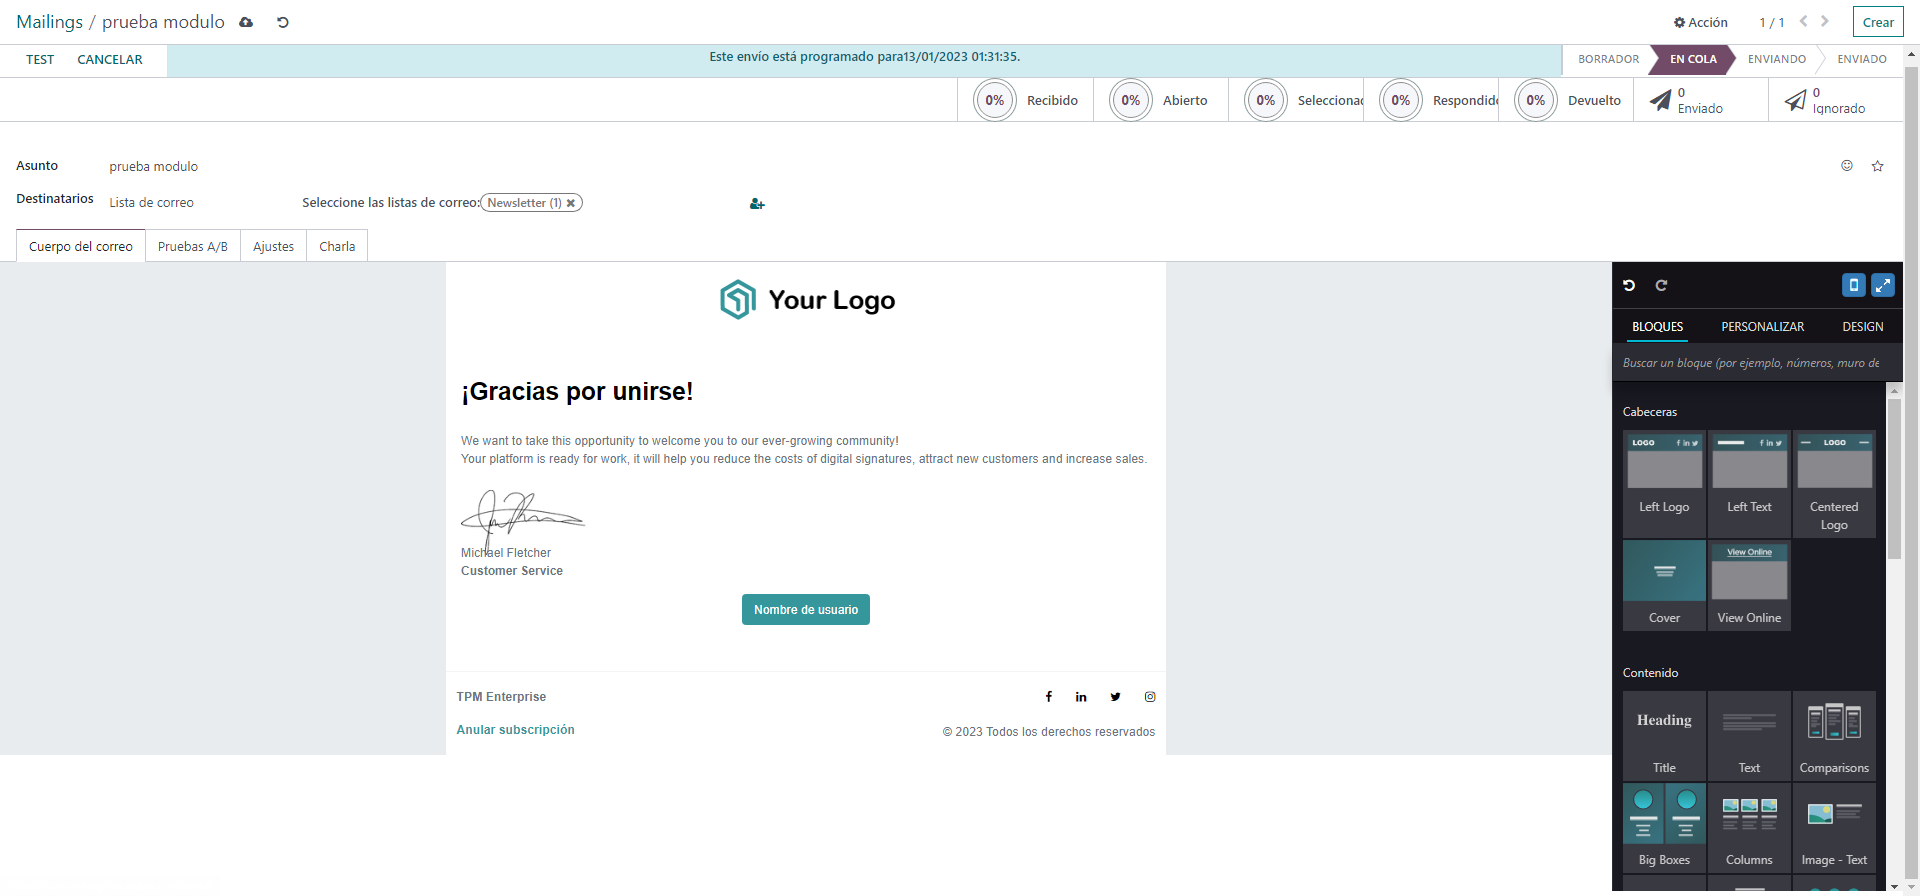 Mailings / prueba modulo
Acción
1 / 1
Crear
TEST
CANCELAR
Este envío está programado para13/01/2023 01:31:35.
BORRADOR
EN COLA
ENVIANDO
ENVIADO
0%
Recibido
0%
Abierto
0%
Seleccionad
0%
Respondido
0%
Devuelto
0
Enviado
0
Ignorado
Asunto
prueba modulo
Destinatarios
Lista de correo
Seleccione las listas de correo:
Newsletter (1)
Cuerpo del correo
Pruebas A/B
Ajustes
Charla
Your Logo
¡Gracias por unirse!
We want to take this opportunity to welcome you to our ever-growing community!
Your platform is ready for work, it will help you reduce the costs of digital signatures, attract new customers and increase sales.
Michael Fletcher
Customer Service
Nombre de usuario
TPM Enterprise
Anular subscripción
© 2023 Todos los derechos reservados
BLOQUES
PERSONALIZAR
DESIGN
Buscar un bloque (por ejemplo, números, muro de
Cabeceras
LOGO
LOGO
Left Logo
Left Text
Centered
Logo
View Online
Cover
View Online
Contenido
Heading
Title
Text
Comparisons
Big Boxes
Columns
Image - Text